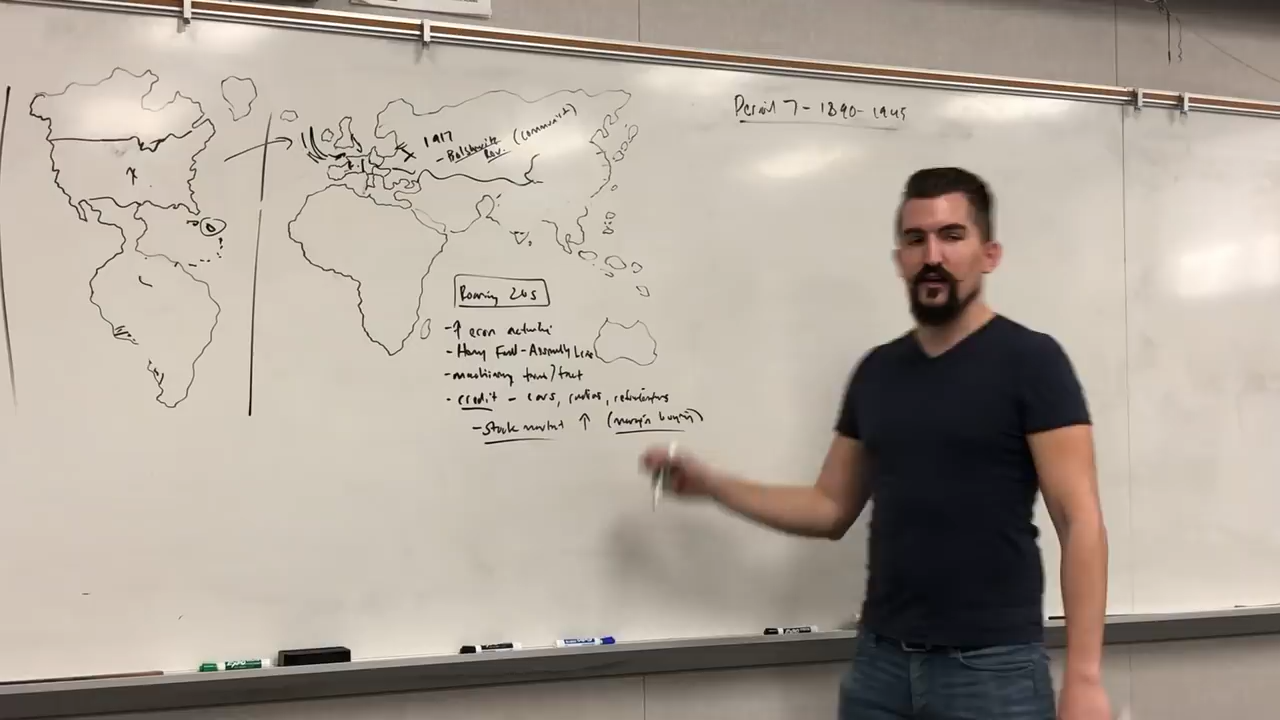 Period 7 - 1890-1945
1917
- Bolshevik (communist)
Rev.
Roaring 20s
- ↑ econ activity
- Henry Ford - Assembly Line
- machinery farms/fact
- credit - cars, radios, refrigerators
- Stock market ↑ (margin buying)